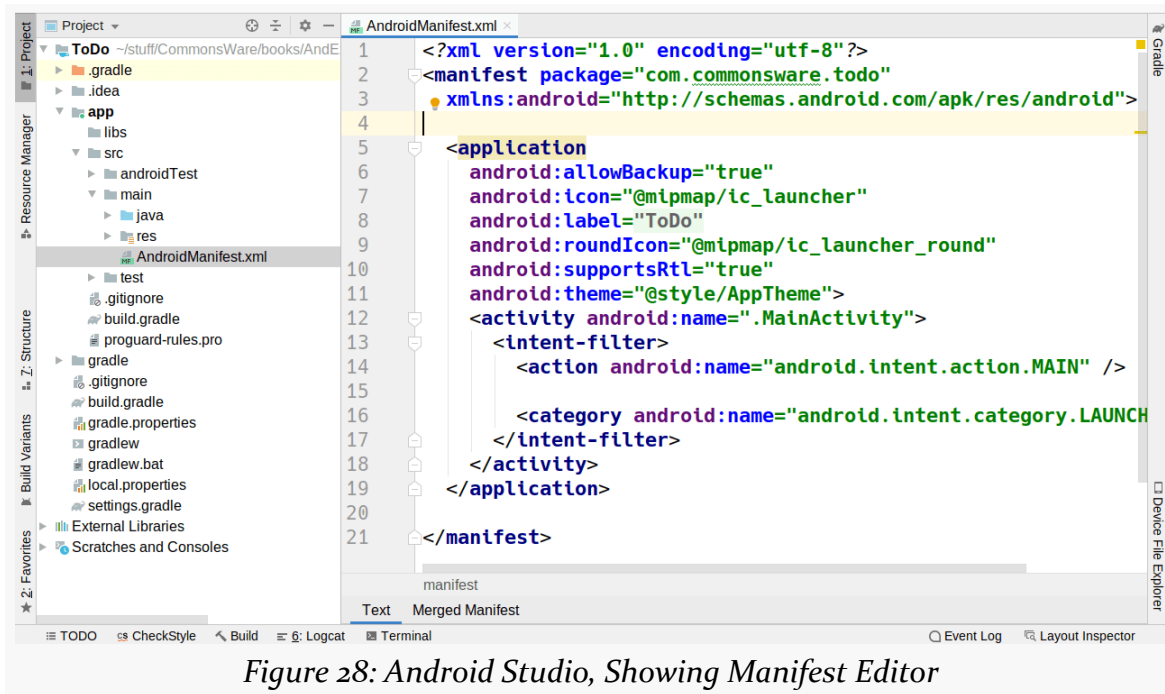 Project
AndroidManifest.xml
1: Project
Resource Manager
Z: Structure
Build Variants
2: Favorites
ToDo ~/stuff/CommonsWare/books/AndE
.gradle
.idea
app
libs
src
androidTest
main
java
res
AndroidManifest.xml
test
.gitignore
build.gradle
proguard-rules.pro
gradle
.gitignore
build.gradle
gradle.properties
gradlew
gradlew.bat
local.properties
settings.gradle
External Libraries
Scratches and Consoles
1 <?xml version="1.0" encoding="utf-8"?>
2 <manifest package="com.commonsware.todo"
3 xmlns:android="http://schemas.android.com/apk/res/android">
4
5 <application
6 android:allowBackup="true"
7 android:icon="@mipmap/ic_launcher"
8 android:label="ToDo"
9 android:roundIcon="@mipmap/ic_launcher_round"
10 android:supportsRtl="true"
11 android:theme="@style/AppTheme">
12 <activity android:name=".MainActivity">
13 <intent-filter>
14 <action android:name="android.intent.action.MAIN" />
15
16 <category android:name="android.intent.category.LAUNCH
17 </intent-filter>
18 </activity>
19 </application>
20
21 </manifest>
manifest
Text Merged Manifest
Gradle
Device File Explorer
TODO CheckStyle Build 6: Logcat Terminal Event Log Layout Inspector
Figure 28: Android Studio, Showing Manifest Editor